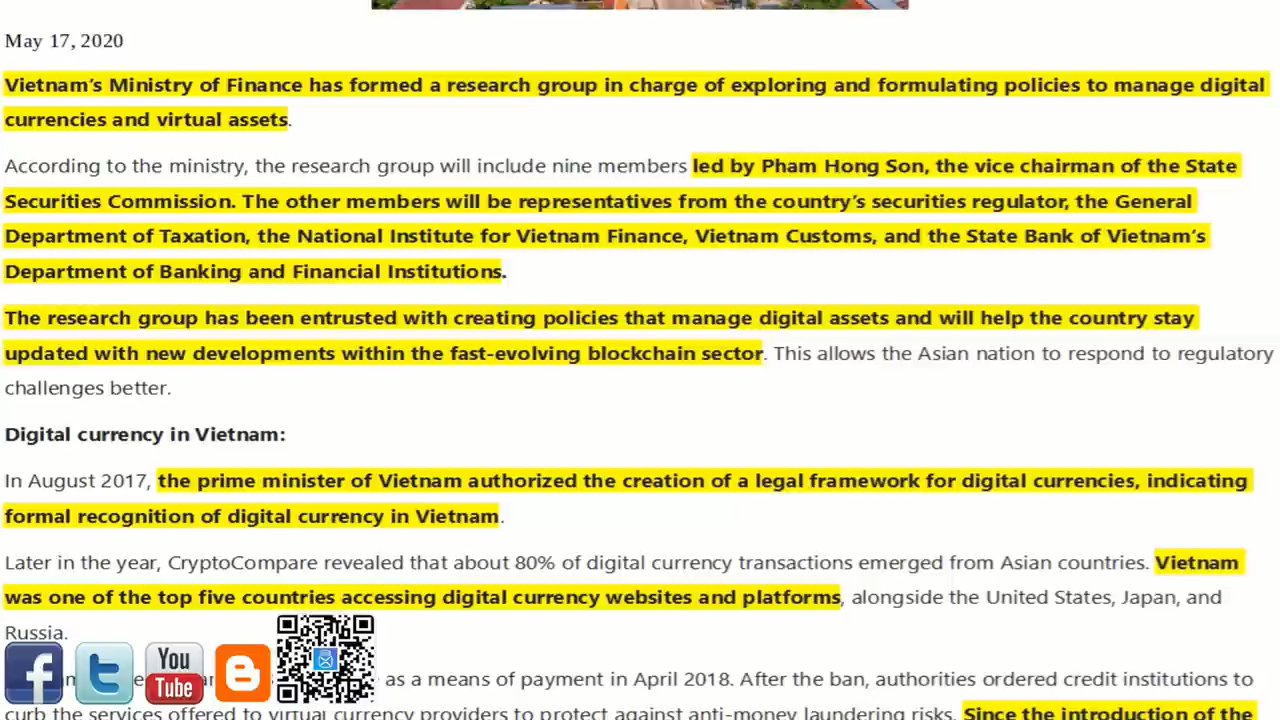 May 17, 2020
Vietnam's Ministry of Finance has formed a research group in charge of exploring and formulating policies to manage digital
currencies and virtual assets.
According to the ministry, the research group will include nine members led by Pham Hong Son, the vice chairman of the State
Securities Commission. The other members will be representatives from the country's securities regulator, the General
Department of Taxation, the National Institute for Vietnam Finance, Vietnam Customs, and the State Bank of Vietnam's
Department of Banking and Financial Institutions.
The research group has been entrusted with creating policies that manage digital assets and will help the country stay
updated with new developments within the fast-evolving blockchain sector. This allows the Asian nation to respond to regulatory
challenges better.
Digital currency in Vietnam:
In August 2017, the prime minister of Vietnam authorized the creation of a legal framework for digital currencies, indicating
formal recognition of digital currency in Vietnam.
Later in the year, CryptoCompare revealed that about 80% of digital currency transactions emerged from Asian countries. Vietnam
was one of the top five countries accessing digital currency websites and platforms, alongside the United States, Japan, and
Russia.
You
Tube
as a means of payment in April 2018. After the ban, authorities ordered credit institutions to
curb the services offered to virtual currency providers to protect against anti-money laundering risks. Since the introduction of the